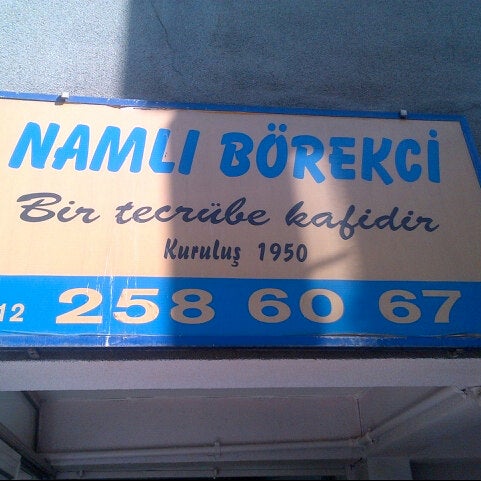 NAMLI BÖREKCİ
Bir tecrübe kafidir
Kuruluş 1950
12 258 60 67